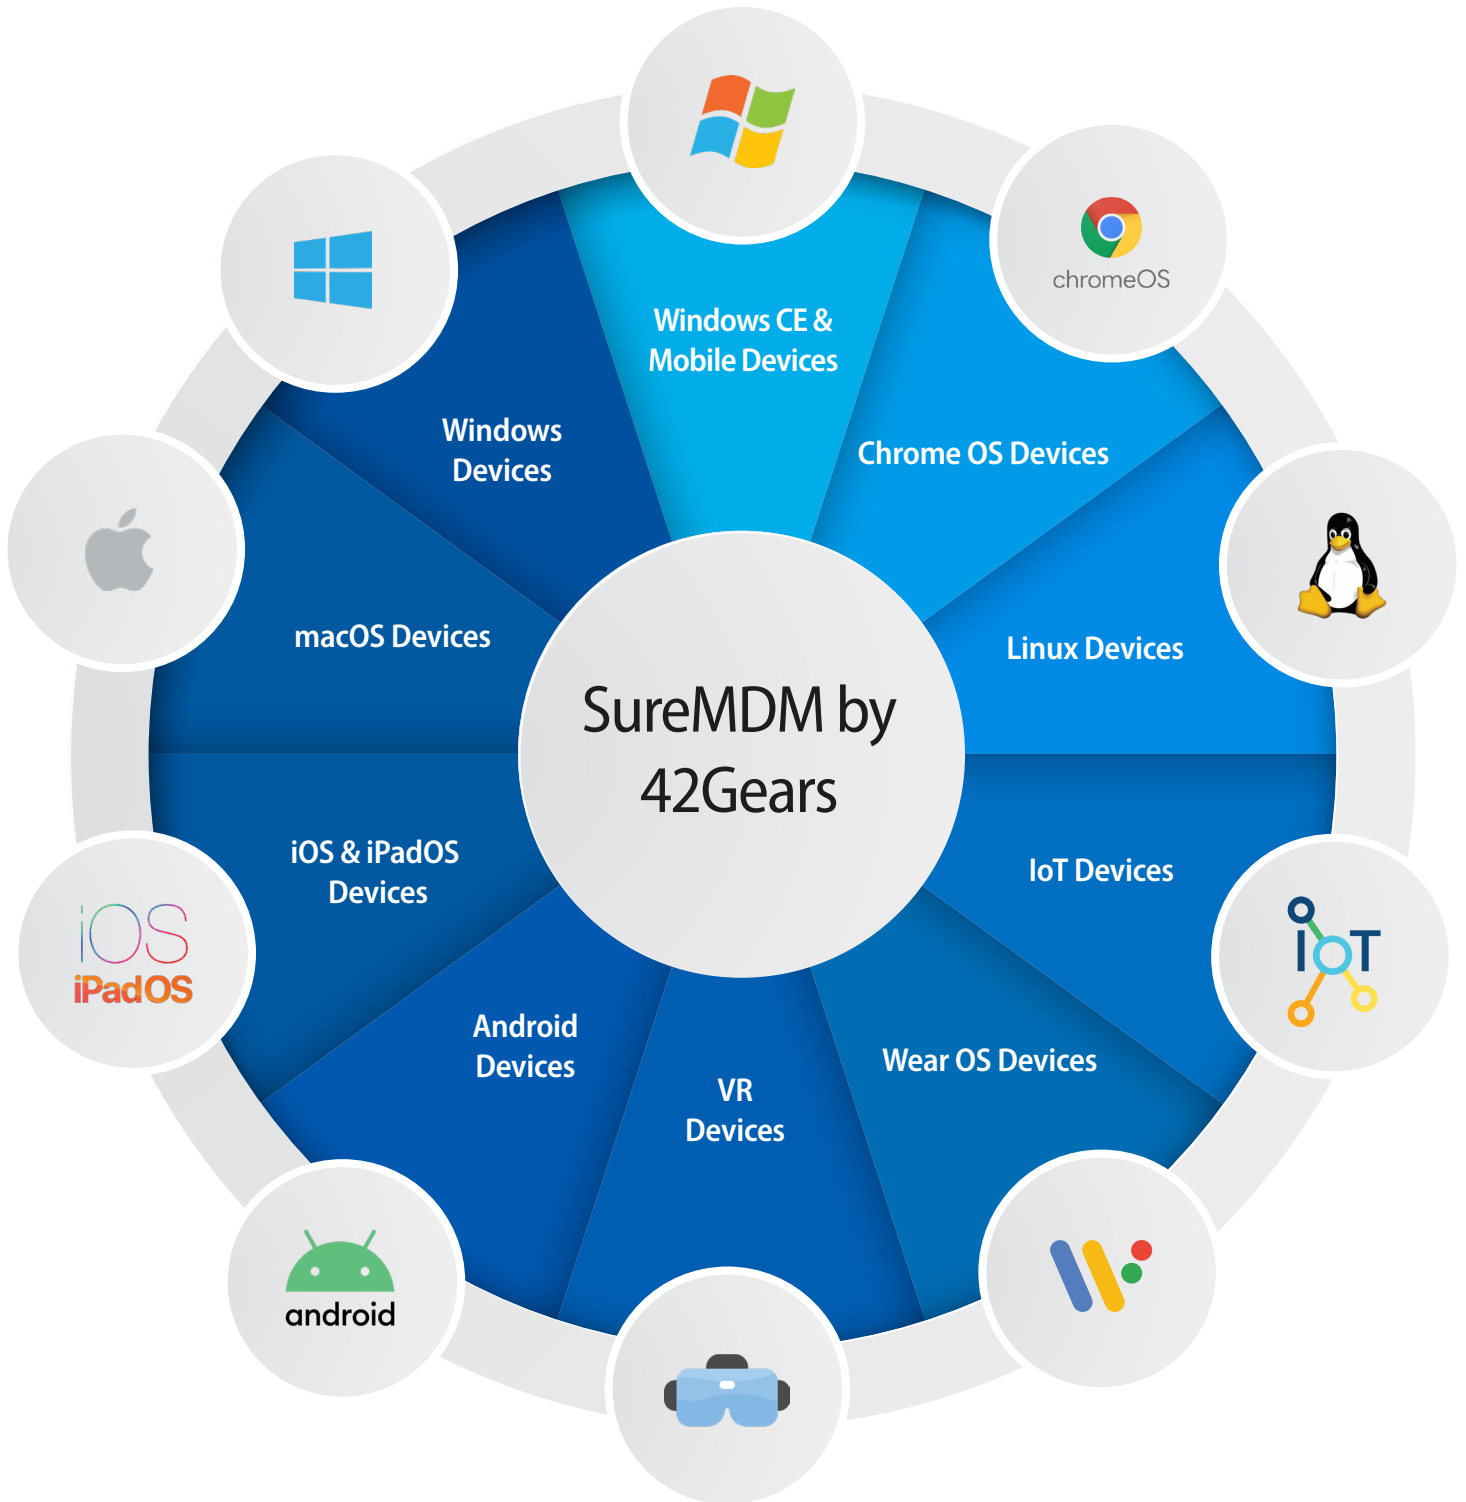 Windows CE &
Mobile Devices
chromeOS
Chrome OS Devices
Linux Devices
IoT Devices
IoT
Wear OS Devices
VR
Devices
Android
Devices
android
iOS & iPadOS
Devices
iOS
iPadOS
macOS Devices
Windows
Devices
SureMDM by
42Gears